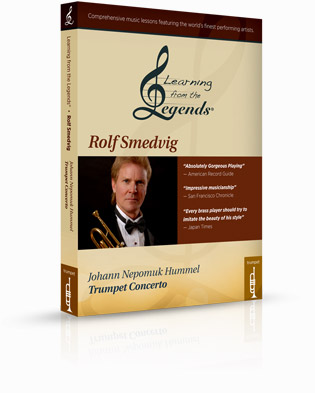 Comprehensive music lessons featuring the world's finest performing artists.
Learning
from the
Legends®
Rolf Smedvig
"Absolutely Gorgeous Playing"
— American Record Guide
"Impressive musicianship"
— San Francisco Chronicle
"Every brass player should try to
imitate the beauty of his style"
— Japan Times
Johann Nepomuk Hummel
Trumpet Concerto
Trumpet
Learning from the Legends® • Rolf Smedvig
Johann Nepomuk Hummel
Trumpet Concerto
Trumpet